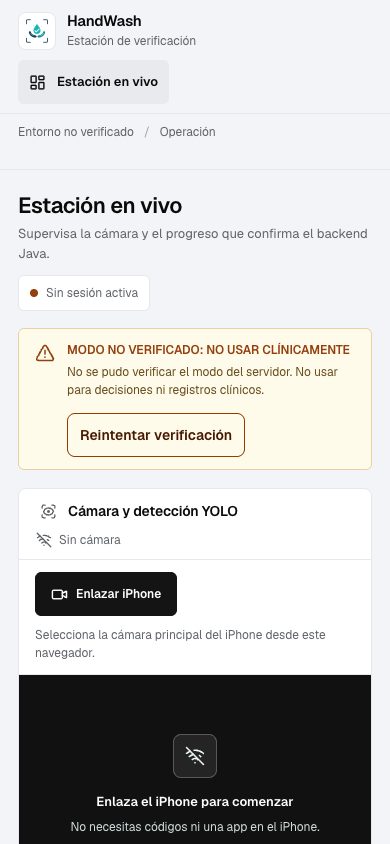 HandWash
Estación de verificación
Estación en vivo
Entorno no verificado / Operación
Estación en vivo
Supervisa la cámara y el progreso que confirma el backend
Java.
Sin sesión activa
MODO NO VERIFICADO: NO USAR CLÍNICAMENTE
No se pudo verificar el modo del servidor. No usar
para decisiones ni registros clínicos.
Reintentar verificación
Cámara y detección YOLO
Sin cámara
Enlazar iPhone
Selecciona la cámara principal del iPhone desde este
navegador.
Enlaza el iPhone para comenzar
No necesitas códigos ni una app en el iPhone.